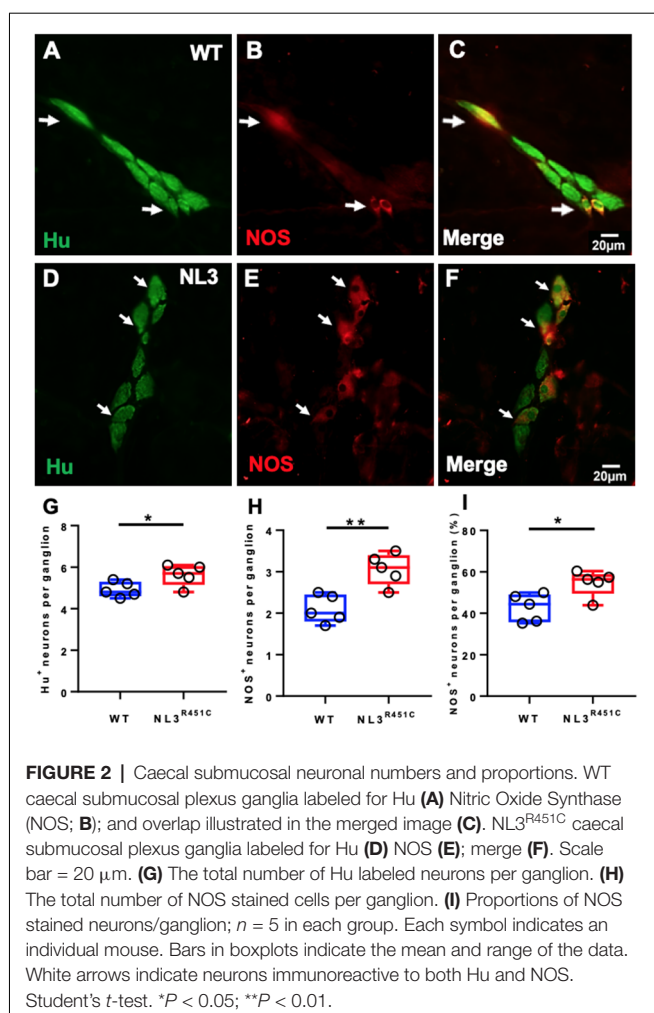 A WT B C
Hu NOS Merge 20μm
D NL3 E F
Hu NOS Merge 20μm
G H I
* ** *
Hu+ neurons per ganglion
8
6
4
2
0
WT NL3R451C
NOS+ neurons per ganglion
4
3
2
1
0
WT NL3R451C
NOS+ neurons per ganglion (%)
80
60
40
20
0
WT NL3R451C
FIGURE 2 | Caecal submucosal neuronal numbers and proportions. WT
caecal submucosal plexus ganglia labeled for Hu (A) Nitric Oxide Synthase
(NOS; B); and overlap illustrated in the merged image (C). NL3R451C caecal
submucosal plexus ganglia labeled for Hu (D) NOS (E); merge (F). Scale
bar = 20 μm. (G) The total number of Hu labeled neurons per ganglion. (H)
The total number of NOS stained cells per ganglion. (I) Proportions of NOS
stained neurons/ganglion; n = 5 in each group. Each symbol indicates an
individual mouse. Bars in boxplots indicate the mean and range of the data.
White arrows indicate neurons immunoreactive to both Hu and NOS.
Student's t-test. *P < 0.05; **P < 0.01.